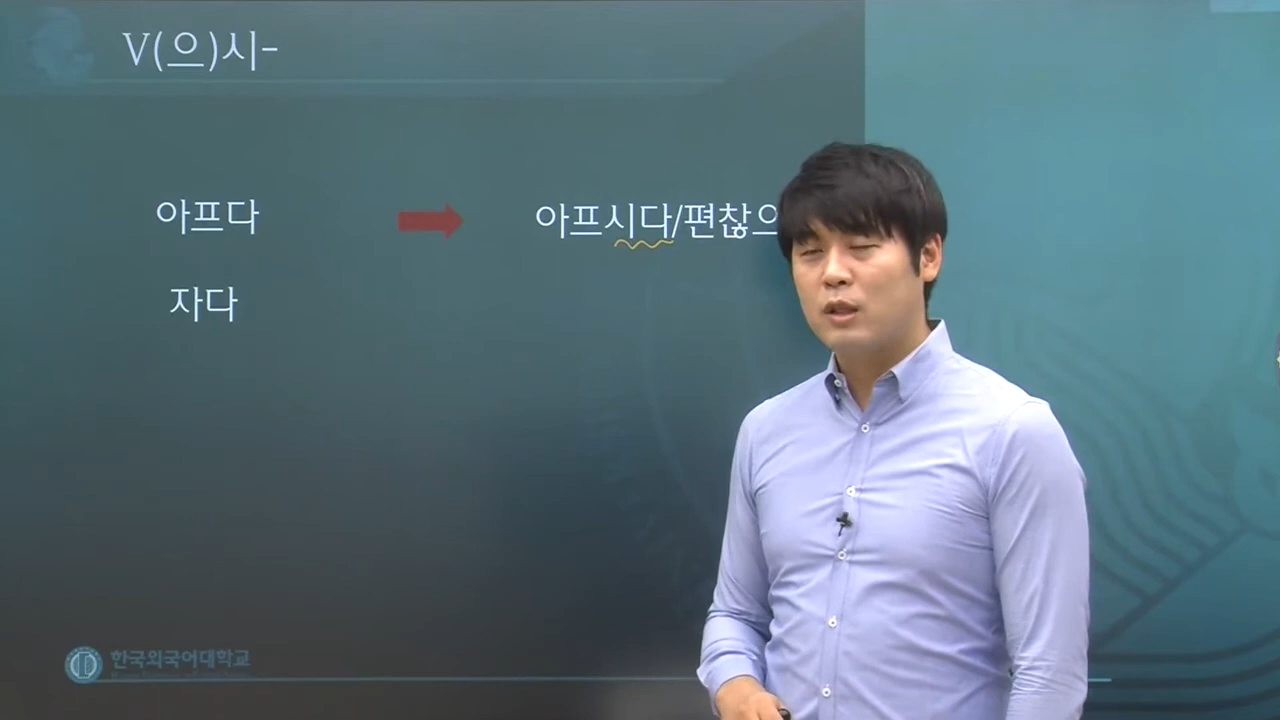 V(으)시-
아프다
아프시다/편찮으
자다
한국외국어대학교